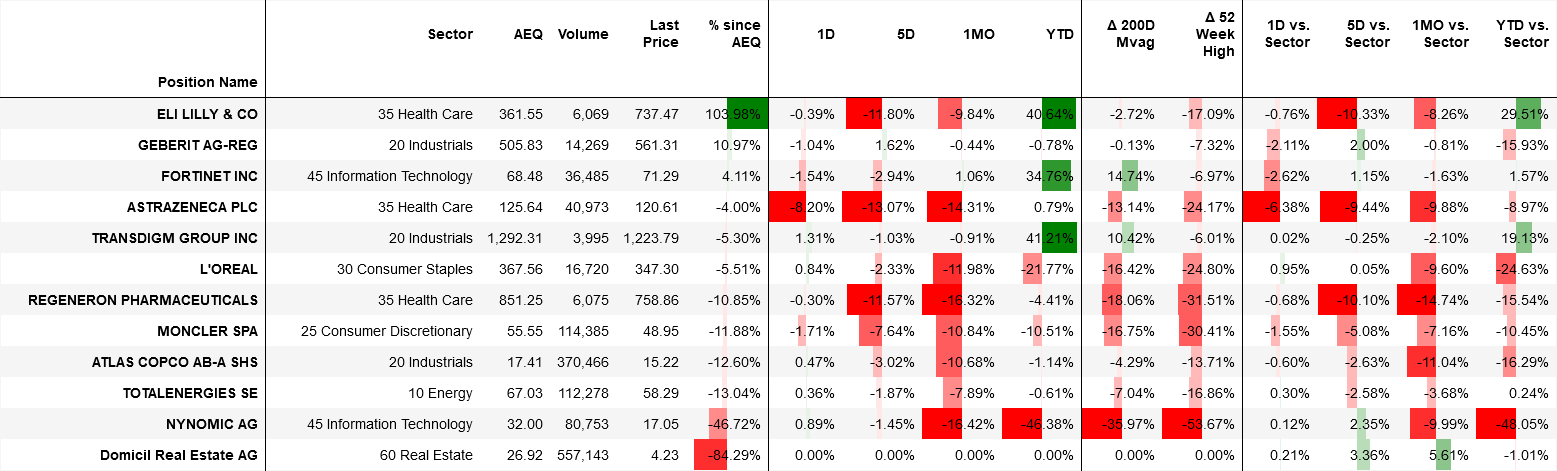 Position Name Sector AEQ Volume Last Price % since AEQ 1D 5D 1MO YTD Δ 200D Mvag Δ 52 Week High 1D vs. Sector 5D vs. Sector 1MO vs. Sector YTD vs. Sector
ELI LILLY & CO 35 Health Care 361.55 6,069 737.47 103.98% -0.39% -11.80% -9.84% 40.64% -2.72% -17.09% -0.76% -10.33% -8.26% 29.51%
GEBERIT AG-REG 20 Industrials 505.83 14,269 561.31 10.97% -1.04% 1.62% -0.44% -0.78% -0.13% -7.32% -2.11% 2.00% -0.81% -15.93%
FORTINET INC 45 Information Technology 68.48 36,485 71.29 4.11% -1.54% -2.94% 1.06% 34.76% 14.74% -6.97% -2.62% 1.15% -1.63% 1.57%
ASTRAZENECA PLC 35 Health Care 125.64 40,973 120.61 -4.00% -8.20% -13.07% -14.31% 0.79% -13.14% -24.17% -6.38% -9.44% -9.88% -8.97%
TRANSDIGM GROUP INC 20 Industrials 1,292.31 3,995 1,223.79 -5.30% 1.31% -1.03% -0.91% 41.21% 10.42% -6.01% 0.02% -0.25% -2.10% 19.13%
L'OREAL 30 Consumer Staples 367.56 16,720 347.30 -5.51% 0.84% -2.33% -11.98% -21.77% -16.42% -24.80% 0.95% 0.05% -9.60% -24.63%
REGENERON PHARMACEUTICALS 35 Health Care 851.25 6,075 758.86 -10.85% -0.30% -11.57% -16.32% -4.41% -18.06% -31.51% -0.68% -10.10% -14.74% -15.54%
MONCLER SPA 25 Consumer Discretionary 55.55 114,385 48.95 -11.88% -1.71% -7.64% -10.84% -10.51% -16.75% -30.41% -1.55% -5.08% -7.16% -10.45%
ATLAS COPCO AB-A SHS 20 Industrials 17.41 370,466 15.22 -12.60% 0.47% -3.02% -10.68% -1.14% -4.29% -13.71% -0.60% -2.63% -11.04% -16.29%
TOTALENERGIES SE 10 Energy 67.03 112,278 58.29 -13.04% 0.36% -1.87% -7.89% -0.61% -7.04% -16.86% 0.30% -2.58% -3.68% 0.24%
NYNOMIC AG 45 Information Technology 32.00 80,753 17.05 -46.72% 0.89% -1.45% -16.42% -46.38% -35.97% -53.67% 0.12% 2.35% -9.99% -48.05%
Domicil Real Estate AG 60 Real Estate 26.92 557,143 4.23 -84.29% 0.00% 0.00% 0.00% 0.00% 0.00% 0.00% 0.21% 3.36% 5.61% -1.01%